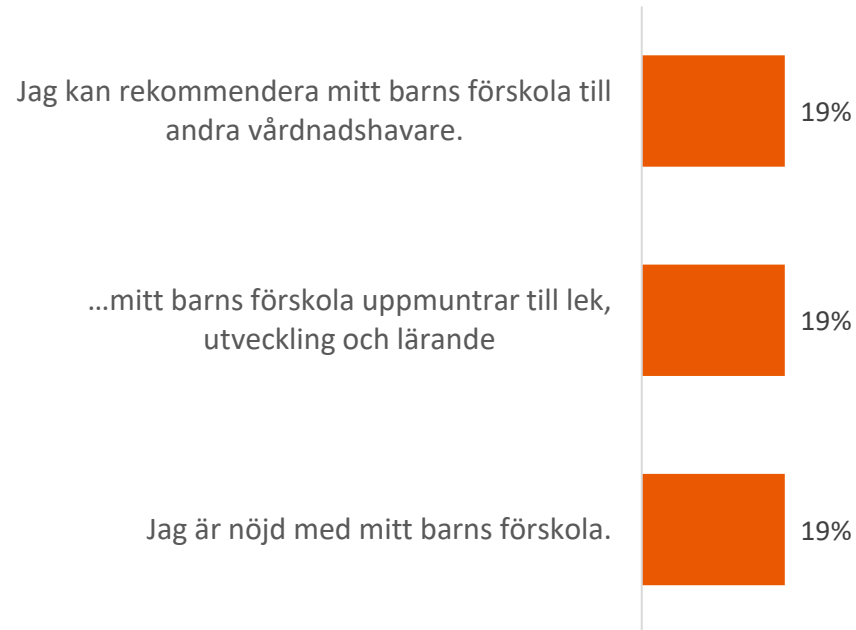 Jag kan rekommendera mitt barns förskola till
andra vårdnadshavare.
19%
…mitt barns förskola uppmuntrar till lek,
utveckling och lärande
19%
Jag är nöjd med mitt barns förskola.
19%